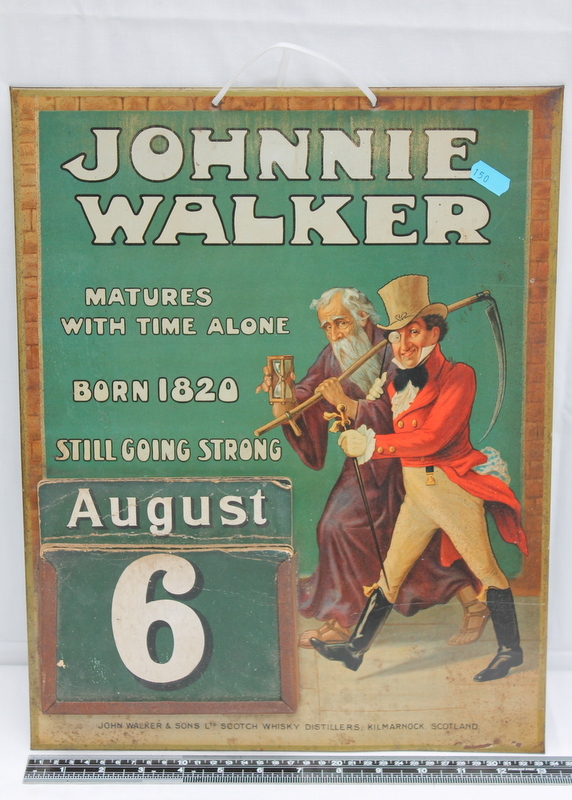 JOHNNIE
WALKER
150
MATURES
WITH TIME ALONE
BORN 1820
STILL GOING STRONG
August
6
JOHN WALKER & SONS LTD SCOTCH WHISKY DISTILLERS, KILMARNOCK. SCOTLAND.